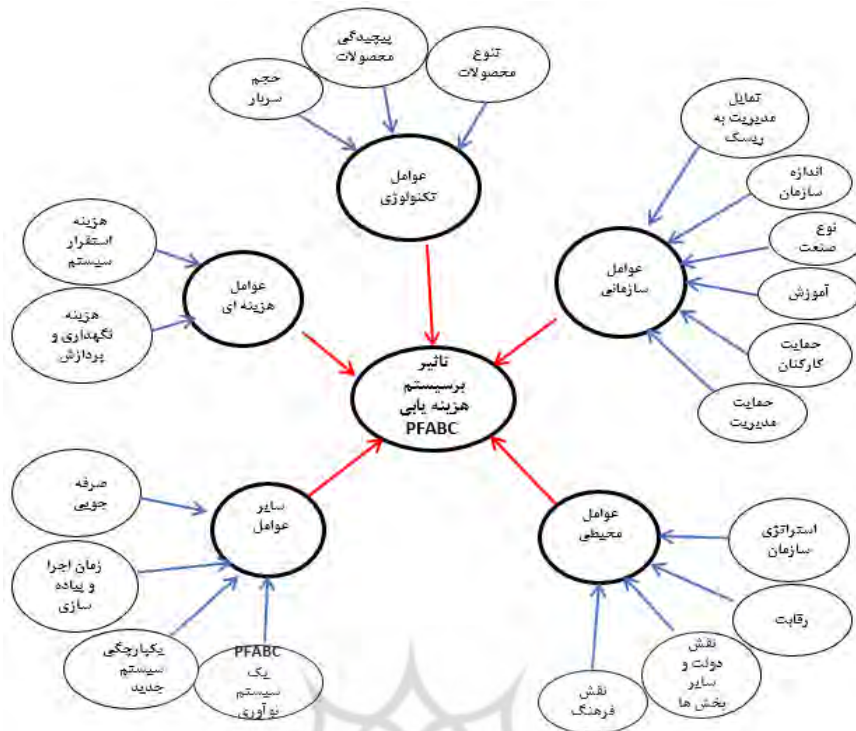 پیچیدگی
محصولات
تنوع
محصولات
حجم
سربار
عوامل
تکنولوژی
تمایل
مدیریت به
ریسک
اندازه
سازمان
نوع
صنعت
آموزش
حمایت
کارکنان
حمایت
مدیریت
عوامل
سازمانی
هزینه
استقرار
سیستم
هزینه
نگهداری و
پردازش
عوامل
هزینه ای
تاثیر
برسیستم
هزینه یابی
PFABC
صرفه
جویی
زمان اجرا
و پیاده
سازی
یکپارچگی
سیستم
جدید
PFABC
یک
سیستم
نوآوری
سایر
عوامل
عوامل
محیطی
استراتژی
سازمان
رقابت
نقش
دولت و
سایر
بخش ها
نقش
فرهنگ